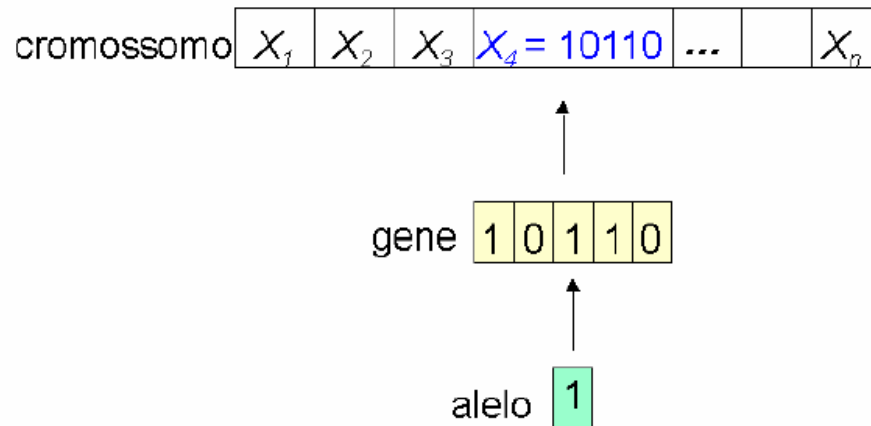 cromossomo X₁ X₂ X₃ X₄ = 10110 ... Xₙ
gene 1 0 1 1 0
alelo 1